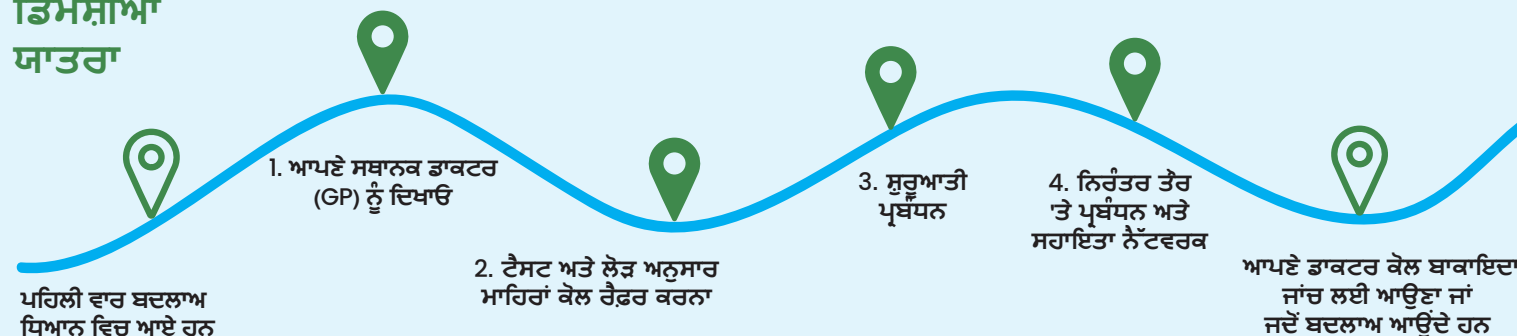 ਡਿਮੇਂਸ਼ੀਆ
ਯਾਤਰਾ
ਪਹਿਲੀ ਵਾਰ ਬਦਲਾਅ
ਧਿਆਨ ਵਿਚ ਆਏ ਹਨ
1. ਆਪਣੇ ਸਥਾਨਕ ਡਾਕਟਰ
(GP) ਨੂੰ ਦਿਖਾਓ
2. ਟੈਸਟ ਅਤੇ ਲੋੜ ਅਨੁਸਾਰ
ਮਾਹਿਰਾਂ ਕੋਲ ਰੈਫ਼ਰ ਕਰਨਾ
3. ਸ਼ੁਰੂਆਤੀ
ਪ੍ਰਬੰਧਨ
4. ਨਿਰੰਤਰ ਤੌਰ
'ਤੇ ਪ੍ਰਬੰਧਨ ਅਤੇ
ਸਹਾਇਤਾ ਨੈੱਟਵਰਕ
ਆਪਣੇ ਡਾਕਟਰ ਕੋਲ ਬਾਕਾਇਦਾ
ਜਾਂਚ ਲਈ ਆਉਣਾ ਜਾਂ
ਜਦੋਂ ਬਦਲਾਅ ਆਉਂਦੇ ਹਨ